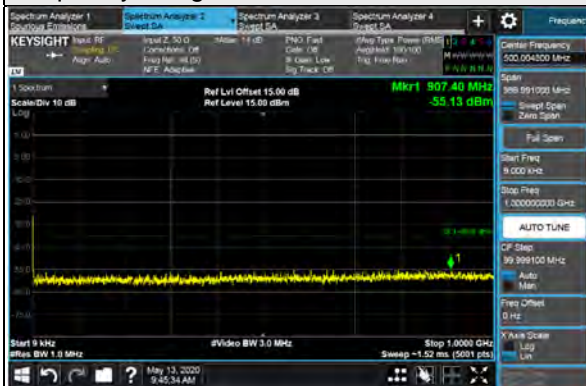 Spectrum Analyzer 1
Spurious Emissions
Spectrum Analyzer 2
Swept SA
Spectrum Analyzer 3
Swept SA
Spectrum Analyzer 4
Swept SA
+
Frequenc
KEYSIGHT
Input: RF
Coupling: DC
Align: Auto
Input Z: 50 Ω
Corrections: Off
Freq Ref: Int (S)
NFE: Adaptive
#Atten: 14 dB
PNO: Fast
Gate: Off
IF Gain: Low
Sig Track: Off
#Avg Type: Power (RMS)
Avg|Hold: 100/100
Trig: Free Run
LM
1 Spectrum
Scale/Div 10 dB
Log
Ref Lvl Offset 15.00 dB
Ref Level 15.00 dBm
Mkr1 907.40 MHz
-55.13 dBm
1
Start 9 kHz
#Res BW 1.0 MHz
#Video BW 3.0 MHz
Stop 1.0000 GHz
Sweep ~1.52 ms (5001 pts)
Center Frequency
500.004500 MHz
Span
999.991000 MHz
Swept Span
Zero Span
Full Span
Start Freq
9.000 kHz
Stop Freq
1.000000000 GHz
AUTO TUNE
CF Step
99.999100 MHz
Auto
Man
Freq Offset
0 Hz
X Axis Scale
Log
Lin
?
May 13, 2020
9:45:34 AM